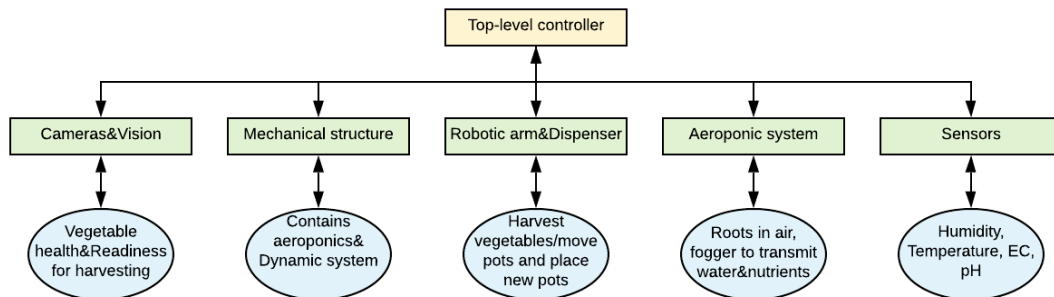 Top-level controller
Cameras&Vision
Mechanical structure
Robotic arm&Dispenser
Aeroponic system
Sensors
Vegetable
health&Readiness
for harvesting
Contains
aeroponics&
Dynamic system
Harvest
vegetables/move
pots and place
new pots
Roots in air,
fogger to transmit
water&nutrients
Humidity,
Temperature, EC,
pH